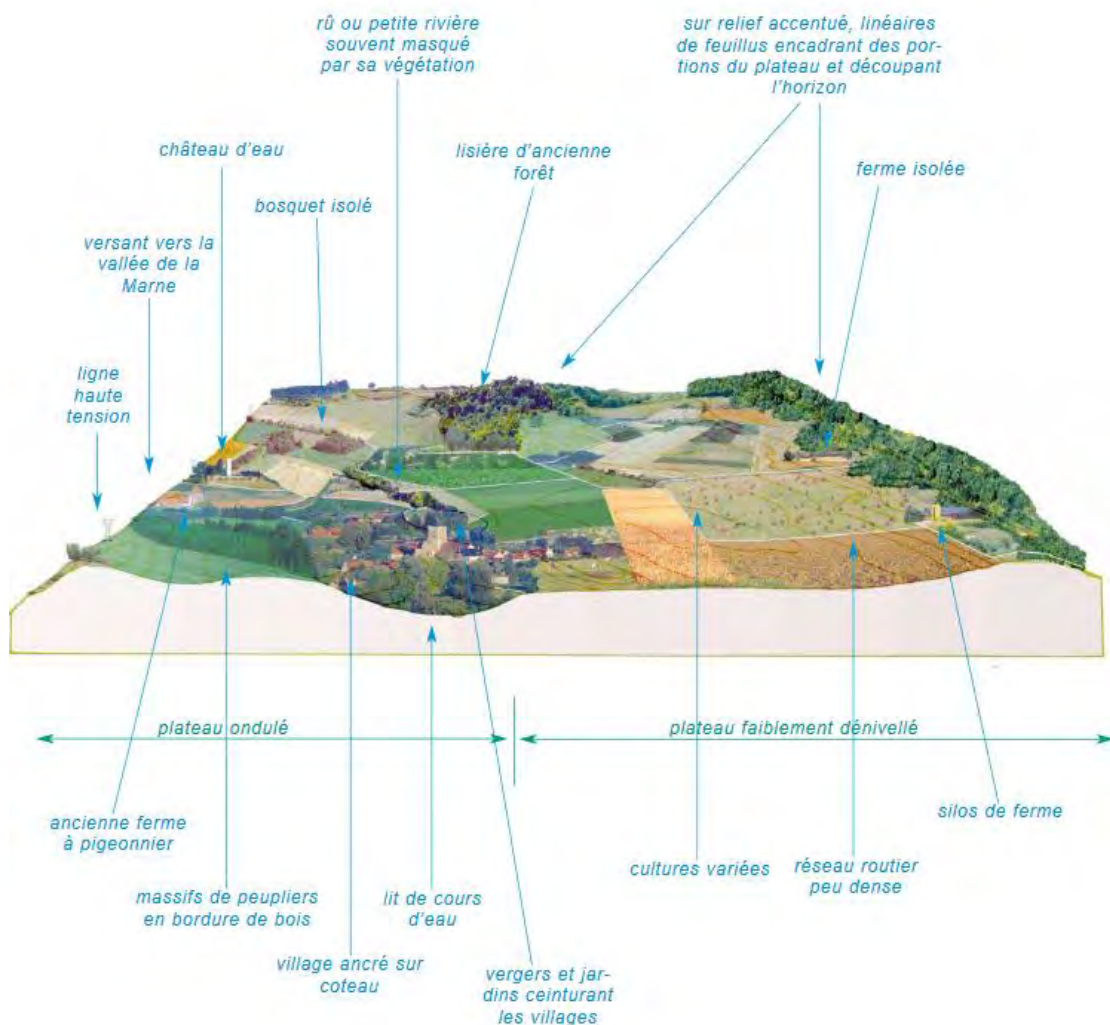 rû ou petite rivière
souvent masqué
par sa végétation
sur relief accentué, linéaires
de feuillus encadrant des por-
tions du plateau et découpant
l'horizon
château d'eau
lisière d'ancienne
forêt
ferme isolée
bosquet isolé
versant vers la
vallée de la
Marne
ligne
haute
tension
plateau ondulé
plateau faiblement dénivellé
ancienne ferme
à pigeonnier
silos de ferme
massifs de peupliers
en bordure de bois
lit de cours
d'eau
cultures variées
réseau routier
peu dense
village ancré sur
coteau
vergers et jar-
dins ceinturant
les villages